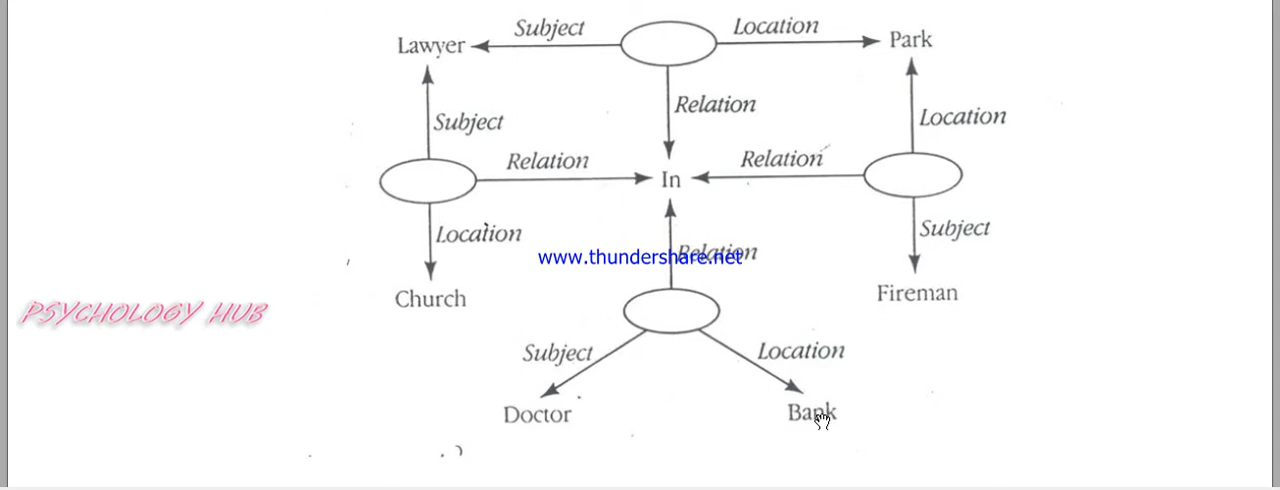 Subject
Location
Lawyer
Park
Relation
Subject
Location
Relation
Relation
In
Location
Subject
Relation
www.thundershare.net
Church
Fireman
PSYCHOLOGY HUB
Subject
Location
Doctor
Bank